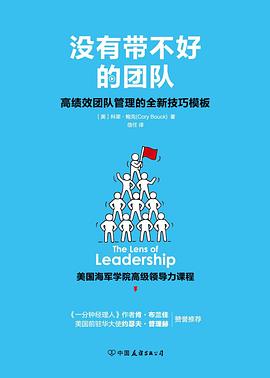 没有带不好
的团队
高绩效团队管理的全新技巧模板
[美] 科里·鲍克(Cory Bouck) 著
信任 译
The Lens of
Leadership
美国海军学院高级领导力课程
《一分钟经理人》作者肯·布兰佳
美国前驻华大使约瑟夫·普理赫
赞誉推荐
中国友谊出版公司